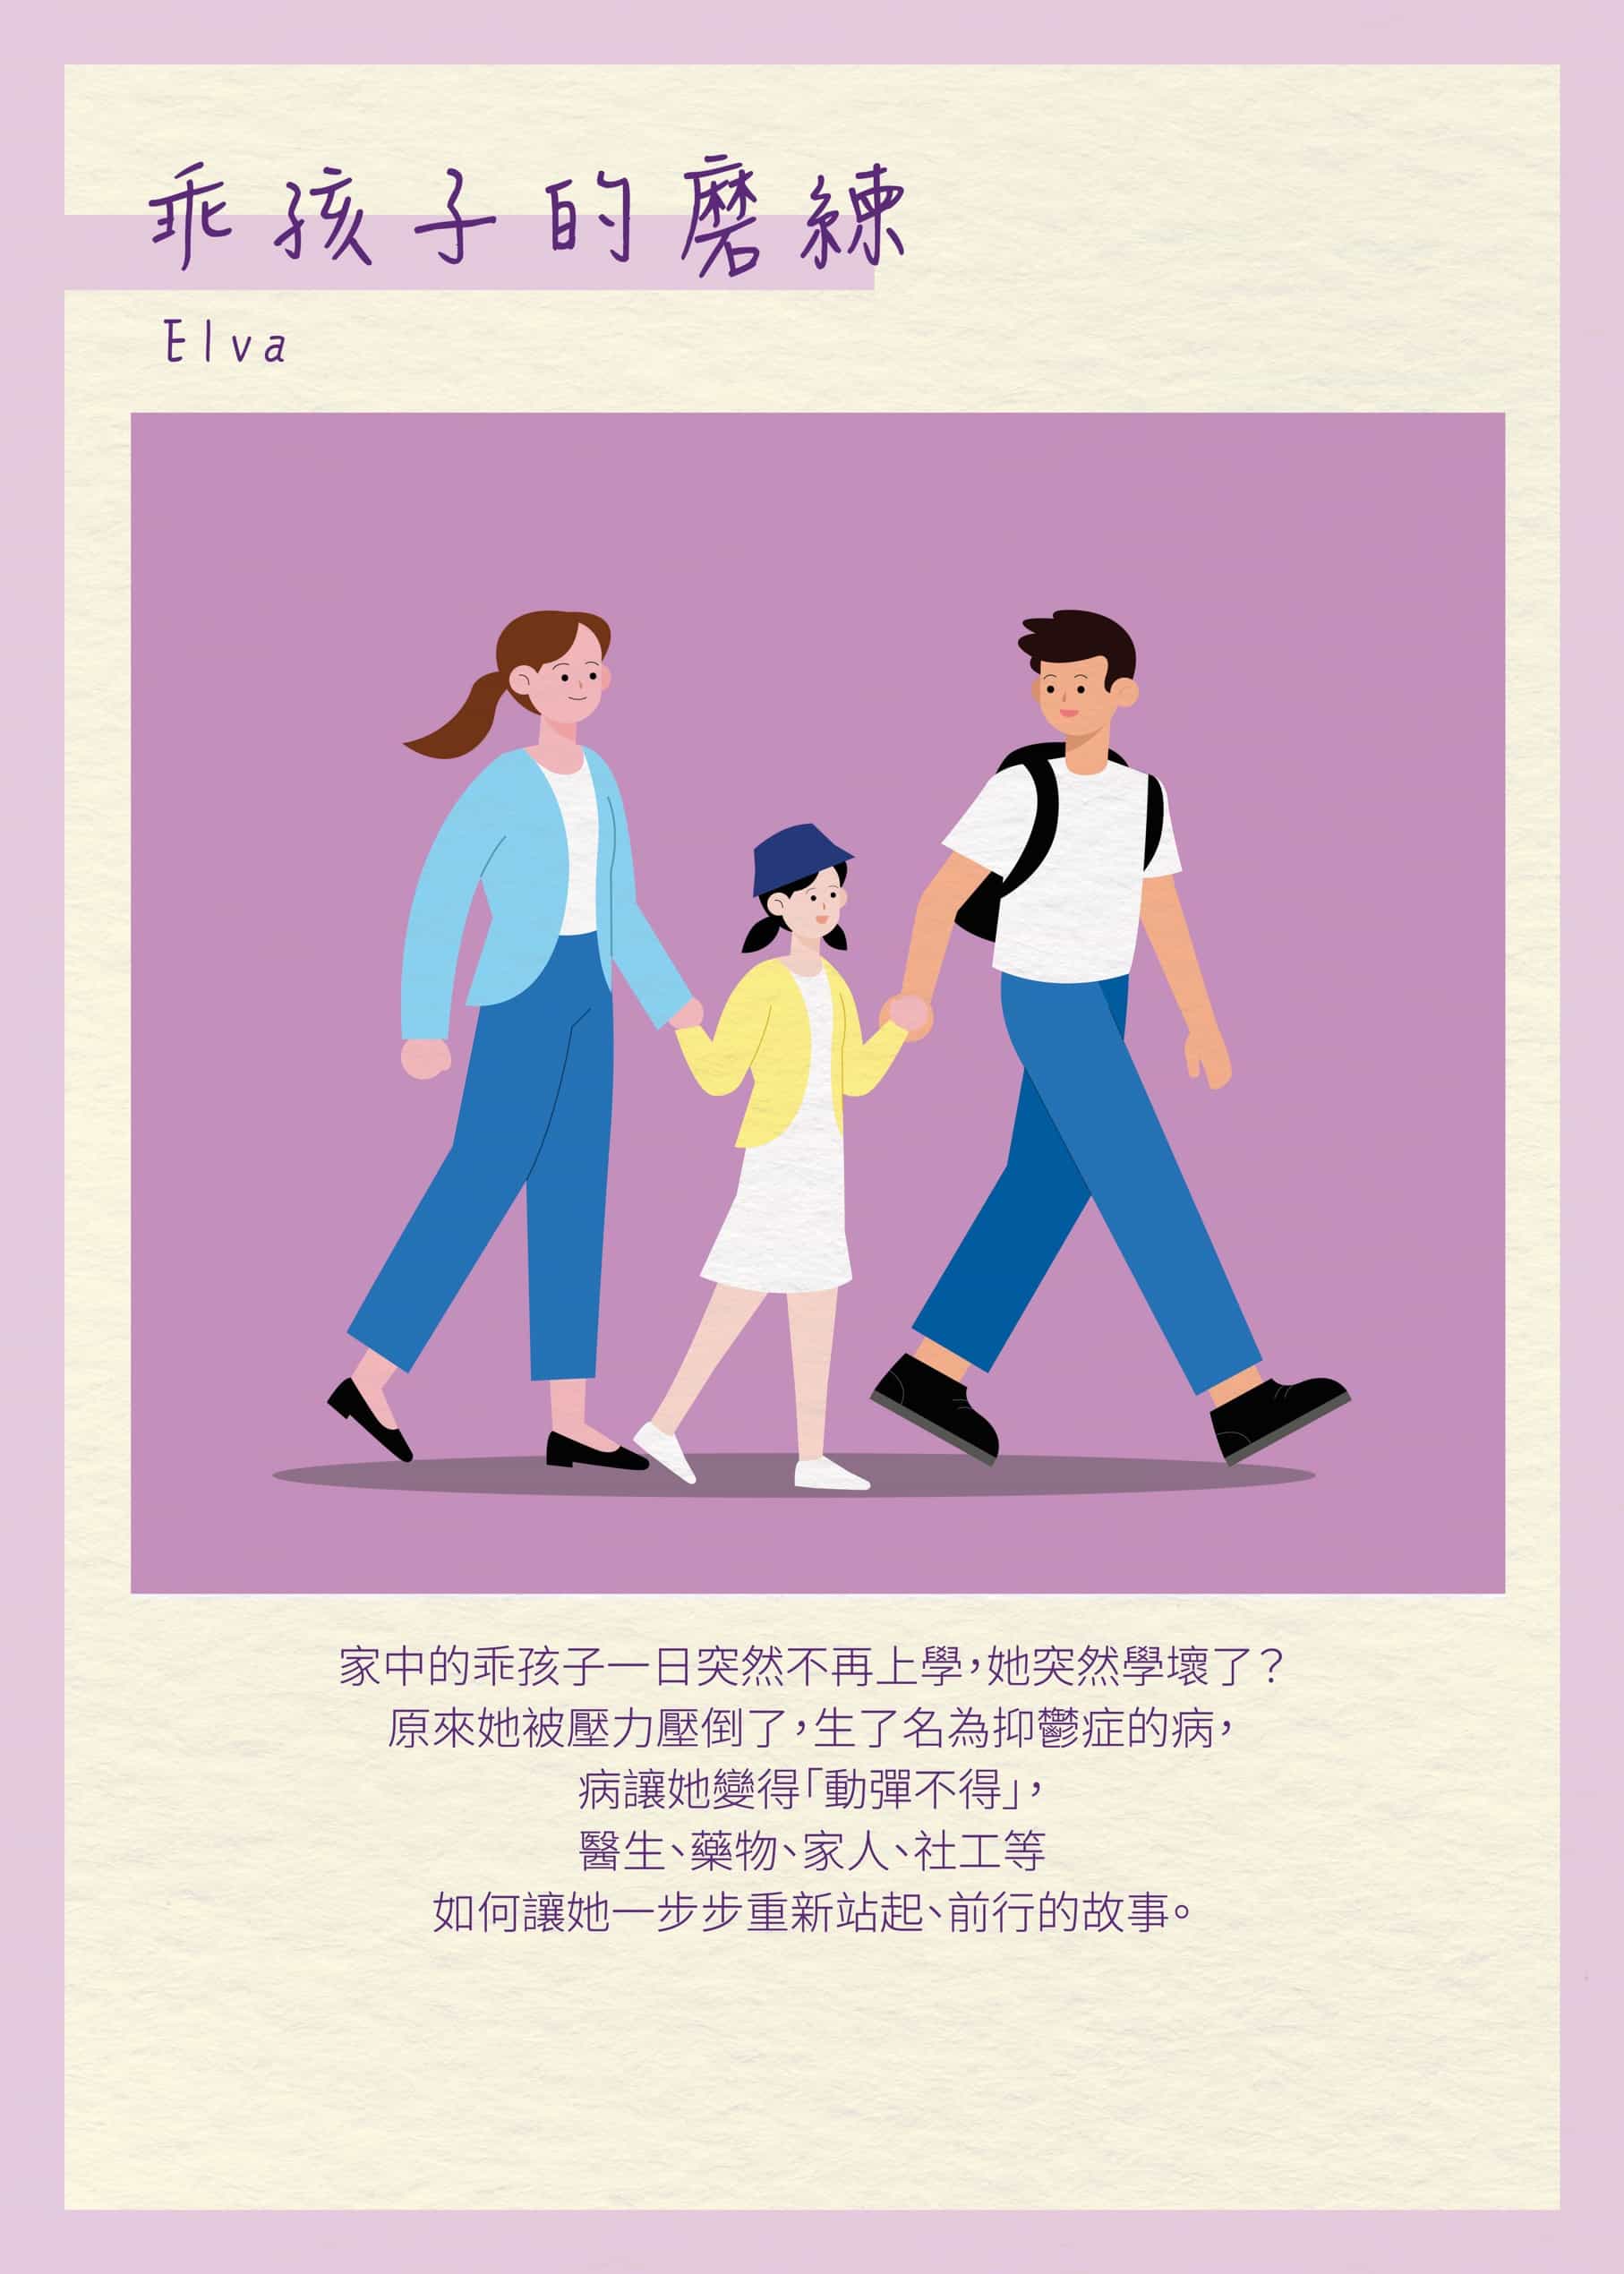 乖孩子的磨練
Elva
家中的乖孩子一日突然不再上學，她突然學壞了？
原來她被壓力壓倒了，生了名為抑鬱症的病，
病讓她變得「動彈不得」，
醫生、藥物、家人、社工等
如何讓她一步步重新站起、前行的故事。